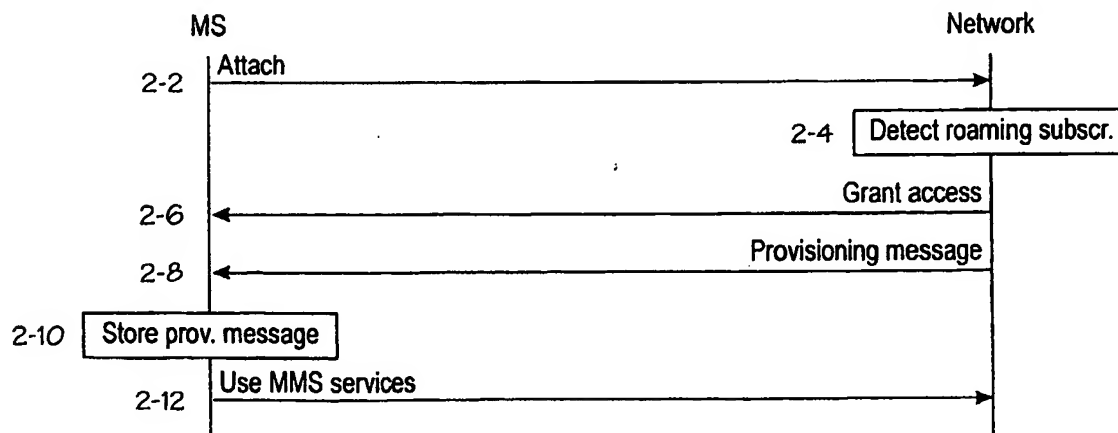 MS Network
Attach
2-2
2-4 Detect roaming subscr.
Grant access
2-6
Provisioning message
2-8
2-10 Store prov. message
Use MMS services
2-12